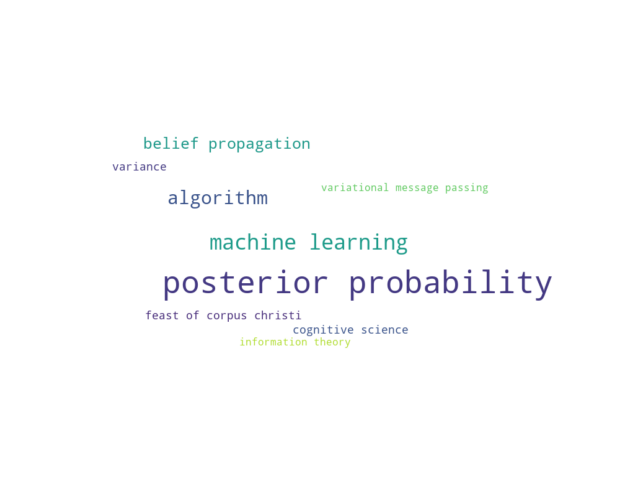 belief propagation
variance
variational message passing
algorithm
machine learning
posterior probability
feast of corpus christi
cognitive science
information theory